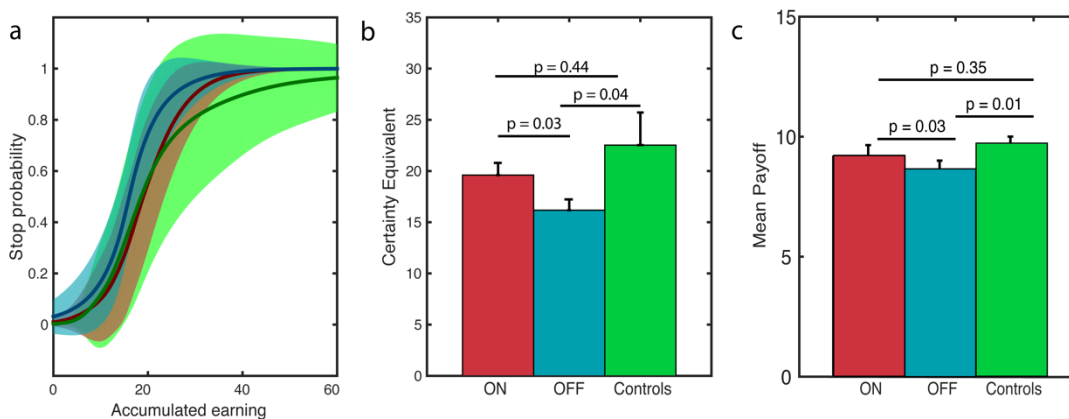 a
Stop probability
1
0.8
0.6
0.4
0.2
0
0
20
40
60
Accumulated earning
b
Certainty Equivalent
35
30
25
20
15
10
5
0
p = 0.44
p = 0.04
p = 0.03
ON
OFF
Controls
c
Mean Payoff
15
10
5
0
p = 0.35
p = 0.01
p = 0.03
ON
OFF
Controls